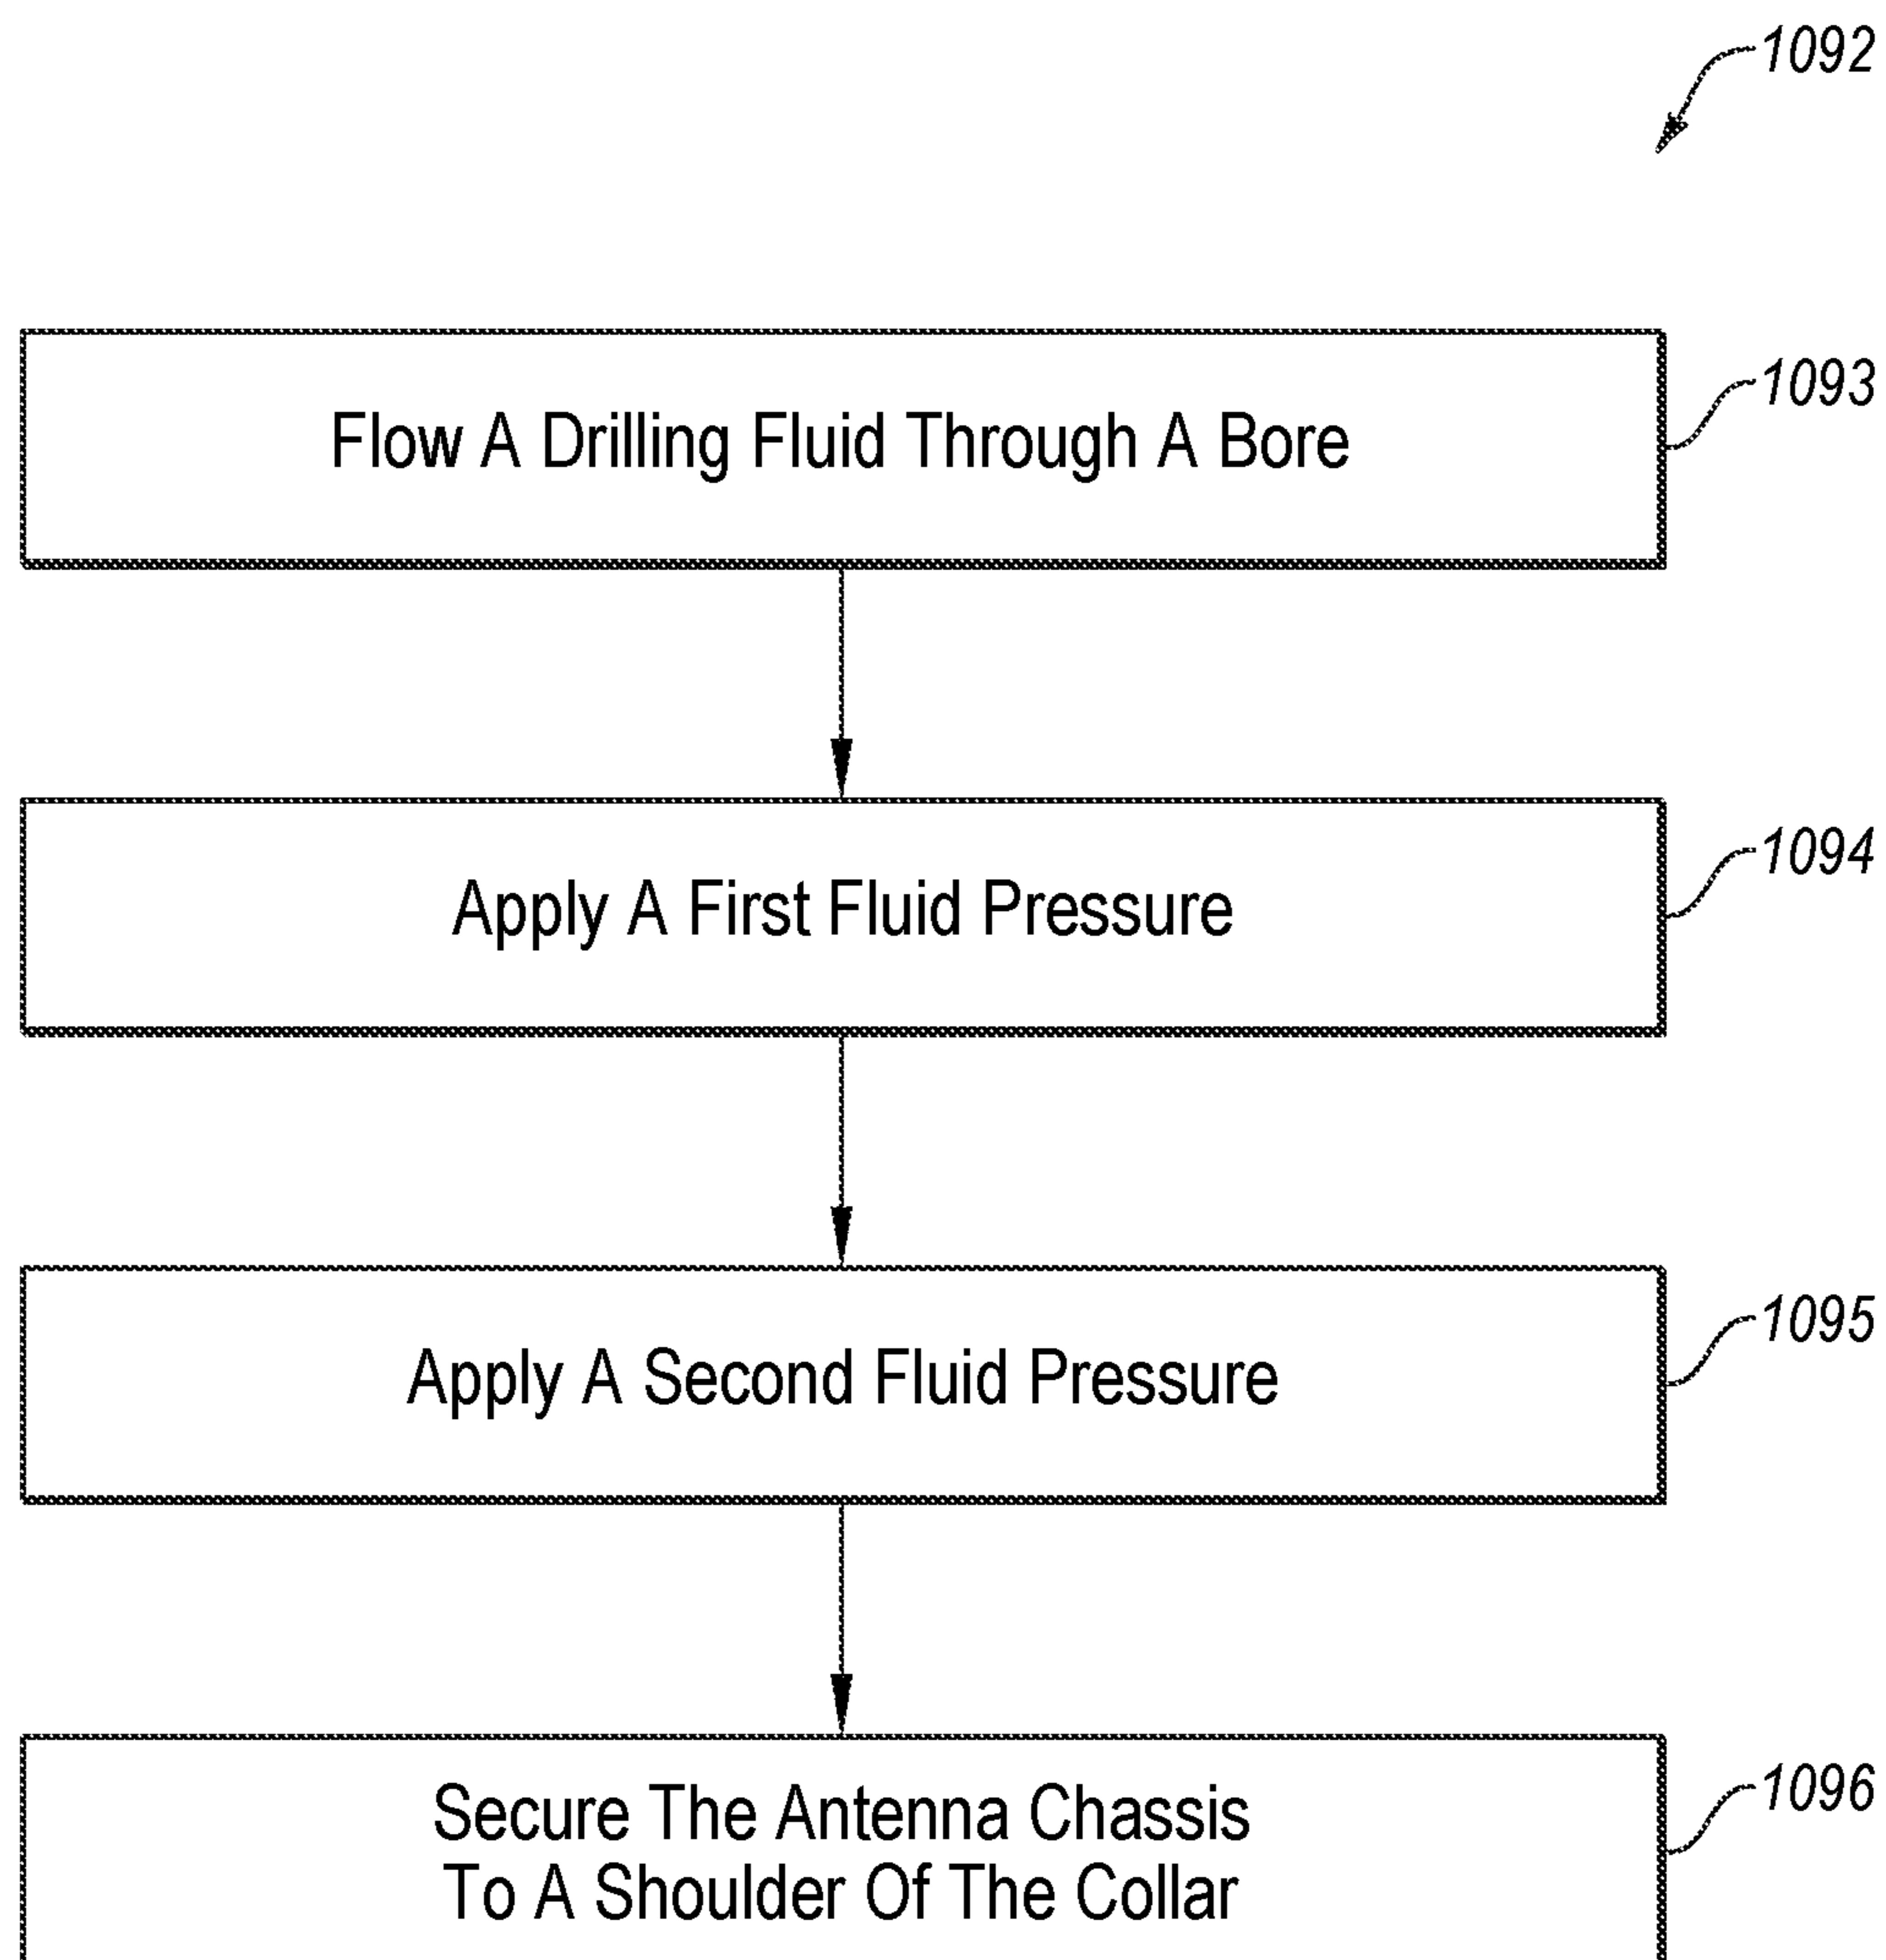 1092
Flow A Drilling Fluid Through A Bore
1093
Apply A First Fluid Pressure
1094
Apply A Second Fluid Pressure
1095
Secure The Antenna Chassis
To A Shoulder Of The Collar
1096